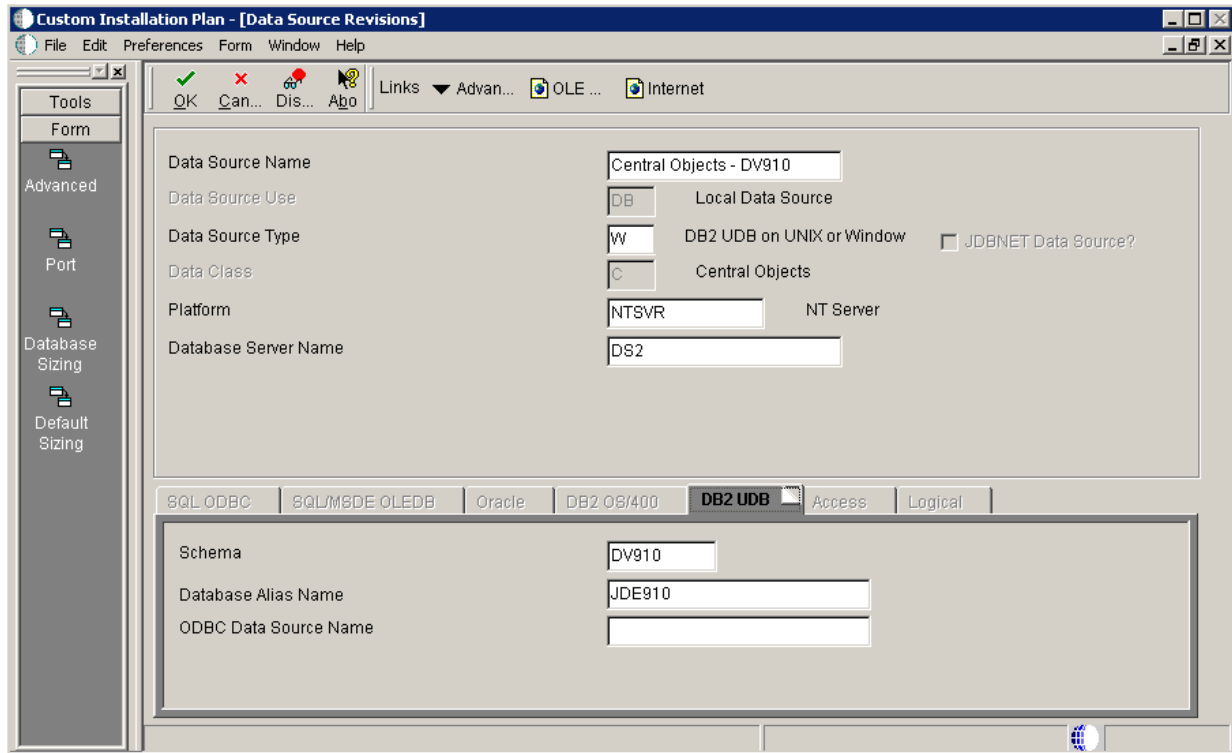 Custom Installation Plan - [Data Source Revisions]
File Edit Preferences Form Window Help
Tools
Form
Advanced
Port
Database
Sizing
Default
Sizing
OK Can... Dis... Abo Links Advan... OLE ... Internet
Data Source Name Central Objects - DV910
Data Source Use DB Local Data Source
Data Source Type W DB2 UDB on UNIX or Window JDBNET Data Source?
Data Class C Central Objects
Platform NTSVR NT Server
Database Server Name DS2
SQL ODBC SQL/MSDE OLEDB Oracle DB2 OS/400 DB2 UDB Access Logical
Schema DV910
Database Alias Name JDE910
ODBC Data Source Name